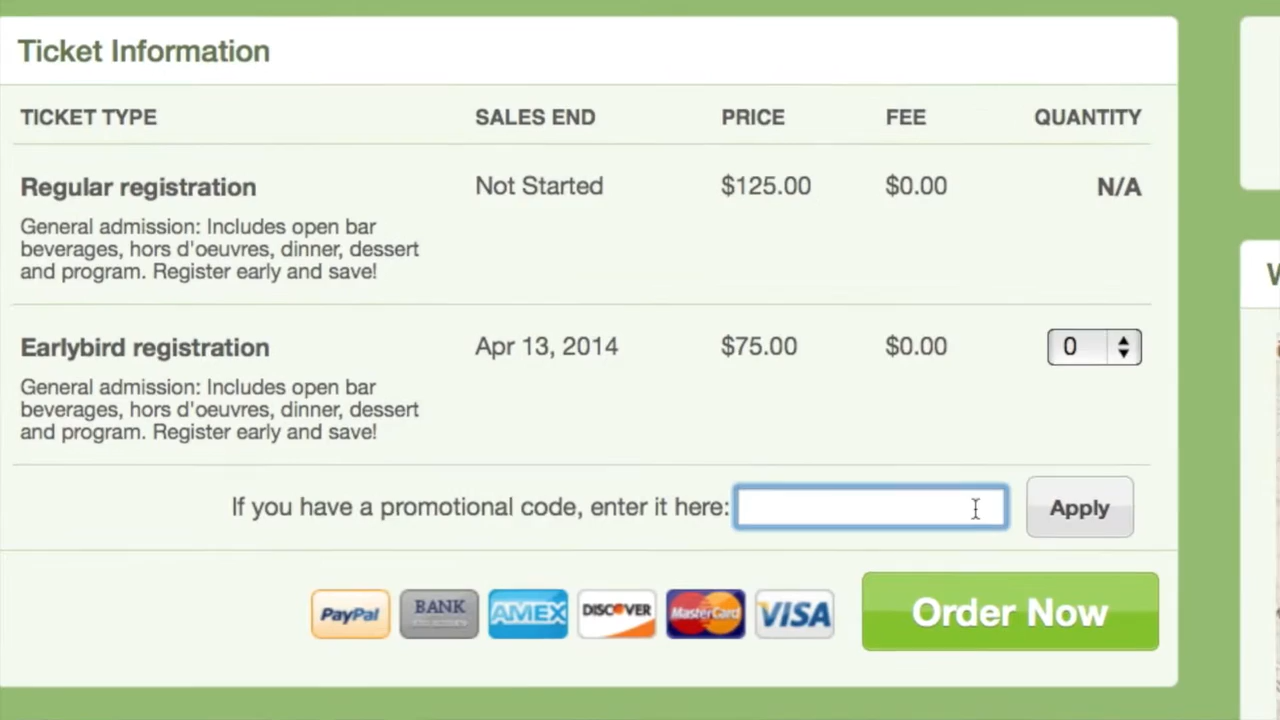 Ticket Information
TICKET TYPE SALES END PRICE FEE QUANTITY
Regular registration Not Started $125.00 $0.00 N/A
General admission: Includes open bar
beverages, hors d'oeuvres, dinner, dessert
and program. Register early and save!
Earlybird registration Apr 13, 2014 $75.00 $0.00 0
General admission: Includes open bar
beverages, hors d'oeuvres, dinner, dessert
and program. Register early and save!
If you have a promotional code, enter it here: Apply
PayPal BANK AMEX DISCOVER MasterCard VISA Order Now